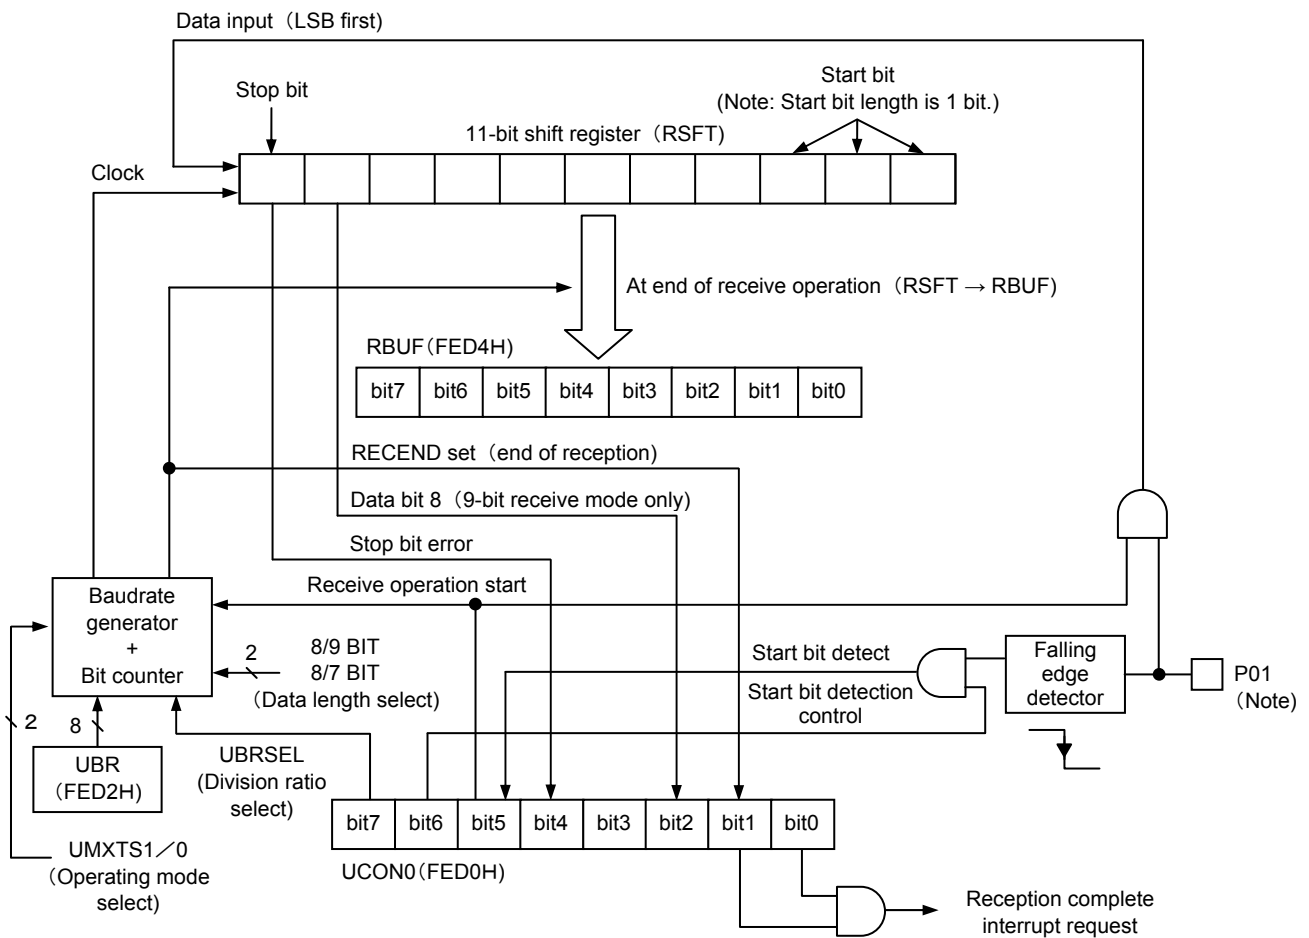 Data input（LSB first）
Stop bit
Start bit
(Note: Start bit length is 1 bit.)
11-bit shift register（RSFT）
Clock
At end of receive operation（RSFT → RBUF）
RBUF（FED4H）
bit7 bit6 bit5 bit4 bit3 bit2 bit1 bit0
RECEND set（end of reception）
Data bit 8（9-bit receive mode only）
Stop bit error
Receive operation start
Baudrate
generator
+
Bit counter
2
8/9 BIT
8/7 BIT
（Data length select）
Start bit detect
Start bit detection
control
Falling
edge
detector
P01
（Note）
2
8
UBR
（FED2H）
UBRSEL
(Division ratio
select）
bit7 bit6 bit5 bit4 bit3 bit2 bit1 bit0
UCON0（FED0H）
UMXTS1／0
（Operating mode
select）
Reception complete
interrupt request